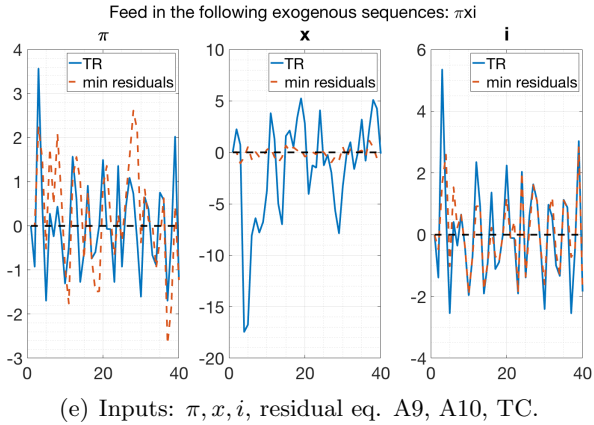 Feed in the following exogenous sequences: πxi
π
x
i
TR
min residuals
TR
min residuals
TR
min residuals
4
3
2
1
0
-1
-2
-3
10
5
0
-5
-10
-15
-20
6
4
2
0
-2
-4
0 20 40
0 20 40
0 20 40
(e) Inputs: π, x, i, residual eq. A9, A10, TC.